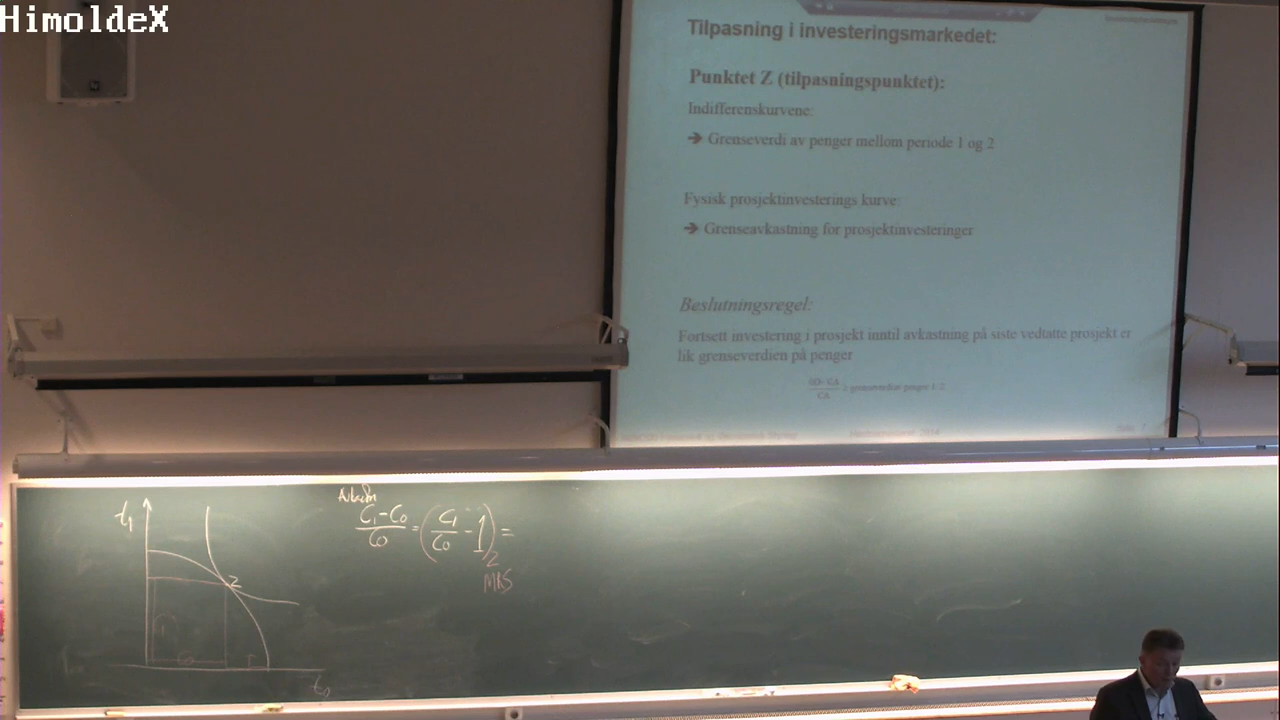 HimoldeX
Tilpasning i investeringsmarkedet:
Punktet Z (tilpasningspunktet):
Indifferenskurvene:
➔ Grenseverdi av penger mellom periode 1 og 2
Fysisk prosjektinvesterings kurve:
➔ Grenseavkastning for prosjektinvesteringer
Beslutningsregel:
Fortsett investering i prosjekt inntil avkastning på siste vedtatte prosjekt er
lik grenseverdien på penger
t₁
Z
t₀
C₁-C₀
C₀
= (C₁/C₀ - 1) =
MRS